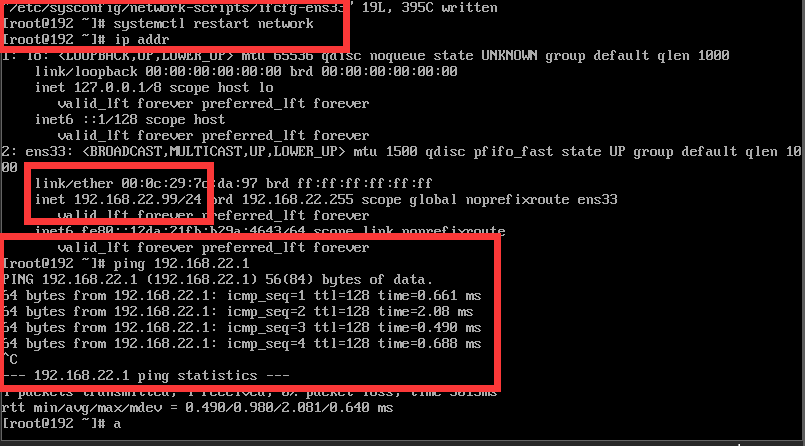 "/etc/sysconfig/network-scripts/ifcfg-ens33" 19L, 395C written
[root@192 ~]# systemctl restart network
[root@192 ~]# ip addr
1: lo: <LOOPBACK,UP,LOWER_UP> mtu 65536 qdisc noqueue state UNKNOWN group default qlen 1000
link/loopback 00:00:00:00:00:00 brd 00:00:00:00:00:00
inet 127.0.0.1/8 scope host lo
valid_lft forever preferred_lft forever
inet6 ::1/128 scope host
valid_lft forever preferred_lft forever
2: ens33: <BROADCAST,MULTICAST,UP,LOWER_UP> mtu 1500 qdisc pfifo_fast state UP group default qlen 10
00
link/ether 00:0c:29:7c:da:97 brd ff:ff:ff:ff:ff:ff
inet 192.168.22.99/24 brd 192.168.22.255 scope global noprefixroute ens33
valid_lft forever preferred_lft forever
inet6 fe80::12da:21fb:b29a:4643/64 scope link noprefixroute
valid_lft forever preferred_lft forever
[root@192 ~]# ping 192.168.22.1
PING 192.168.22.1 (192.168.22.1) 56(84) bytes of data.
64 bytes from 192.168.22.1: icmp_seq=1 ttl=128 time=0.661 ms
64 bytes from 192.168.22.1: icmp_seq=2 ttl=128 time=2.08 ms
64 bytes from 192.168.22.1: icmp_seq=3 ttl=128 time=0.490 ms
64 bytes from 192.168.22.1: icmp_seq=4 ttl=128 time=0.688 ms
^C
--- 192.168.22.1 ping statistics ---
4 packets transmitted, 4 received, 0% packet loss, time
rtt min/avg/max/mdev = 0.490/0.980/2.081/0.640 ms
[root@192 ~]# a